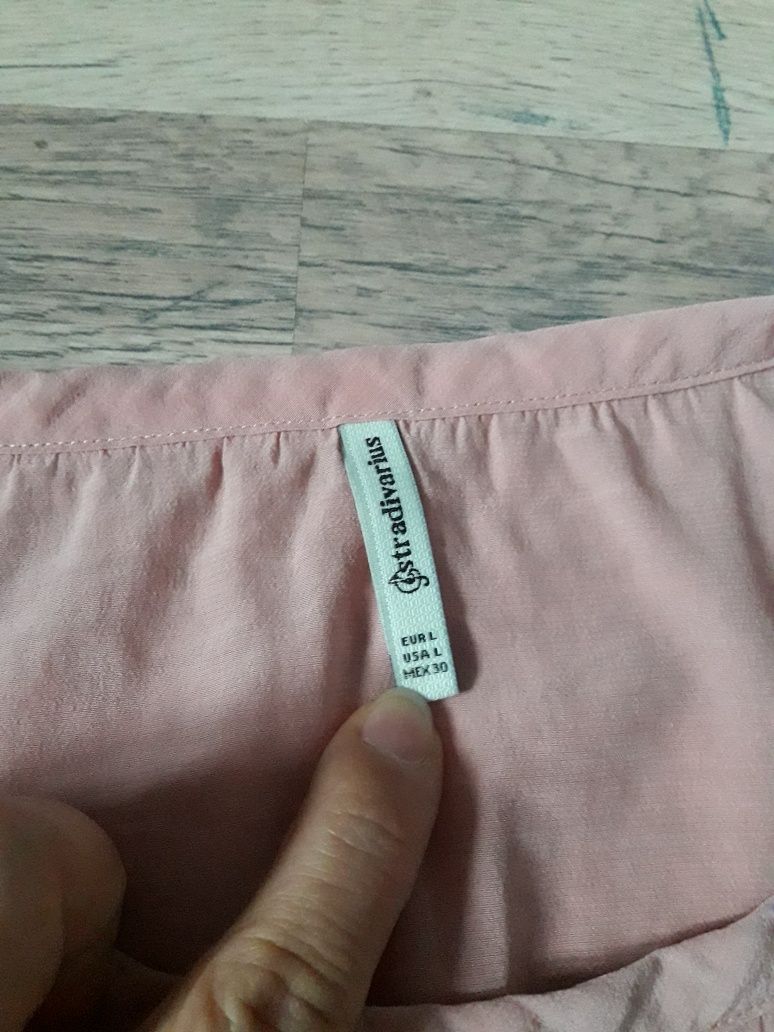 stradivarius
EUR L
USA L
MEX 30